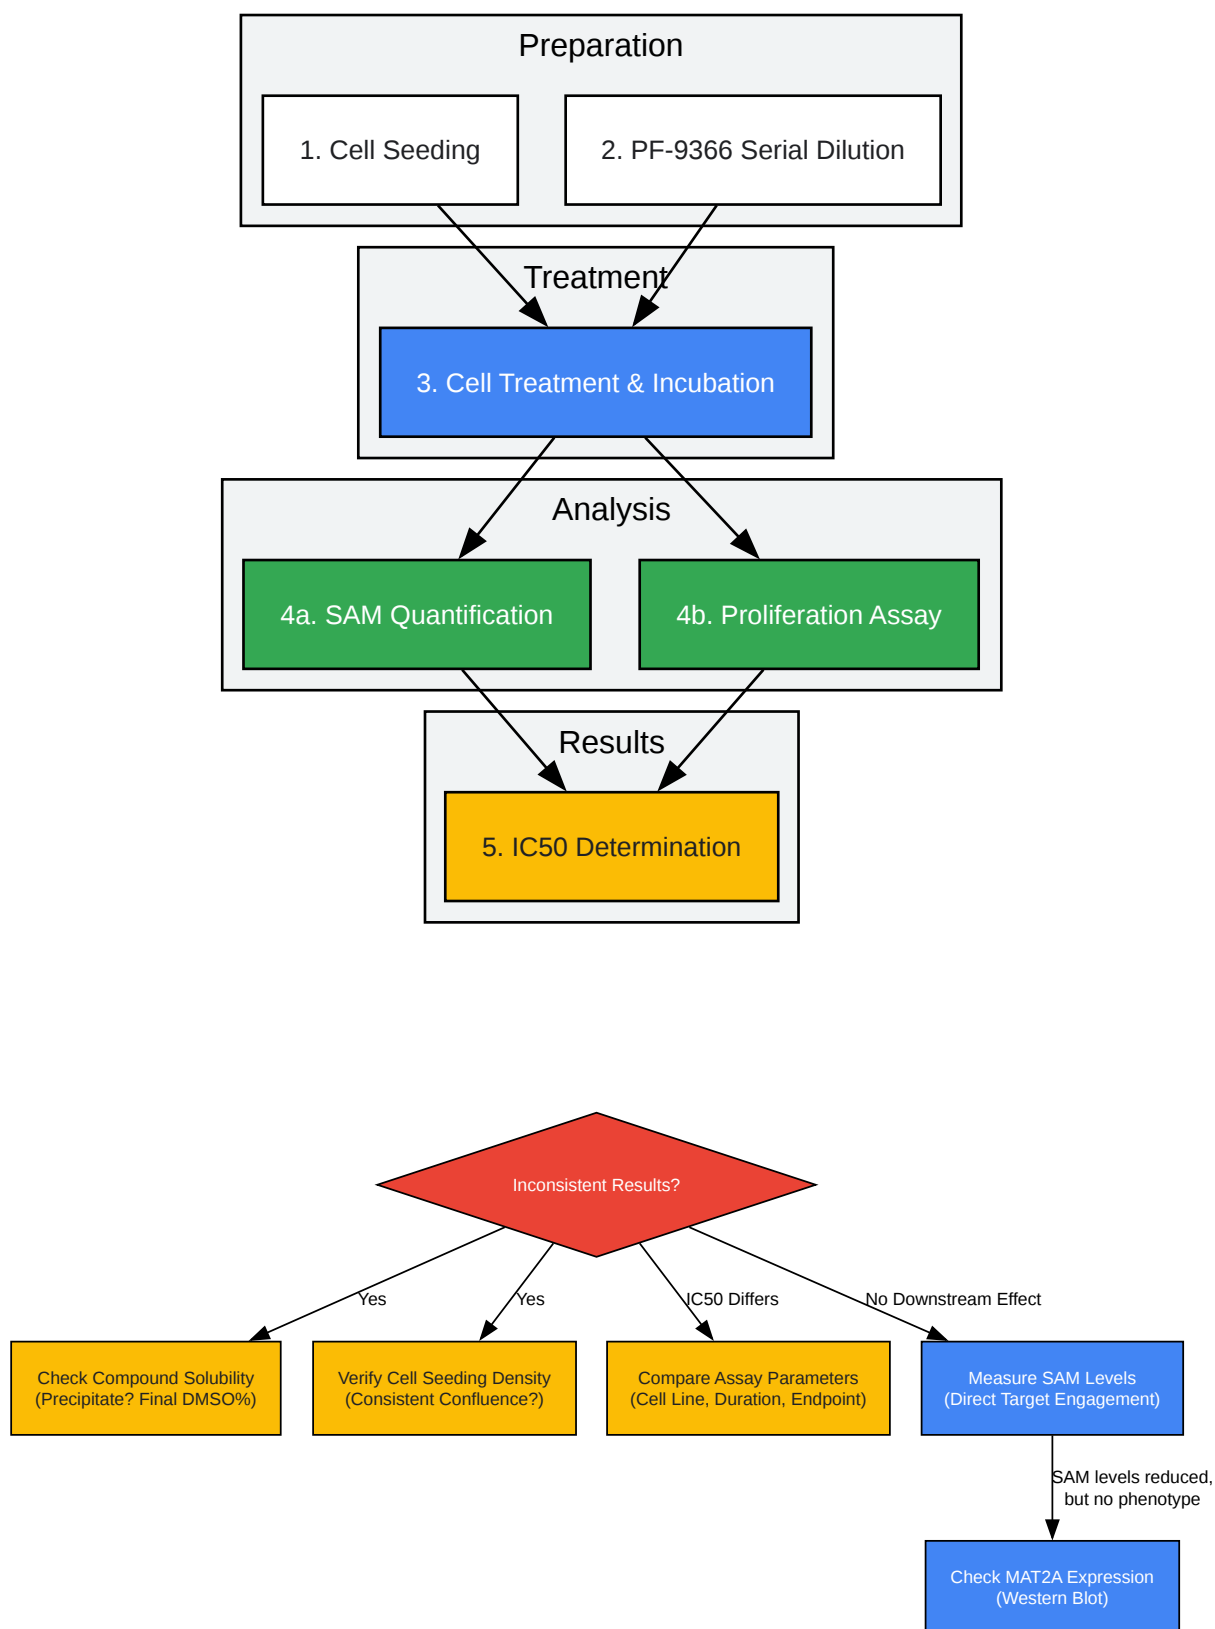 Preparation
1. Cell Seeding
2. PF-9366 Serial Dilution
Treatment
3. Cell Treatment & Incubation
Analysis
4a. SAM Quantification
4b. Proliferation Assay
Results
5. IC50 Determination
Inconsistent Results?
Yes
Yes
IC50 Differs
No Downstream Effect
Check Compound Solubility
(Precipitate? Final DMSO%)
Verify Cell Seeding Density
(Consistent Confluence?)
Compare Assay Parameters
(Cell Line, Duration, Endpoint)
Measure SAM Levels
(Direct Target Engagement)
SAM levels reduced,
but no phenotype
Check MAT2A Expression
(Western Blot)